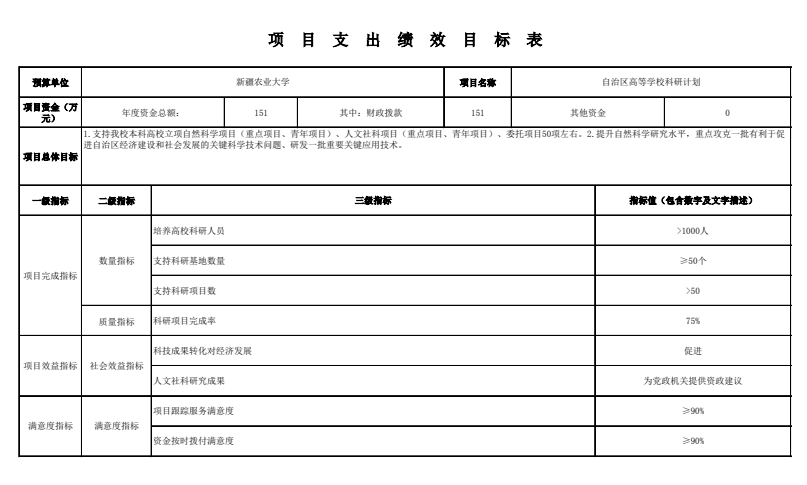 项 目 支 出 绩 效 目 标 表
预算单位 新疆农业大学 项目名称 自治区高等学校科研计划
项目资金（万元） 年度资金总额： 151 其中：财政拨款 151 其他资金 0
项目总体目标 1.支持我校本科高校立项自然科学项目（重点项目、青年项目）、人文社科项目（重点项目、青年项目）、委托项目50项左右。2.提升自然科学研究水平，重点攻克一批有利于促
进自治区经济建设和社会发展的关键科学技术问题、研发一批重要关键应用技术。
一级指标 二级指标 三级指标 指标值（包含数字及文字描述）
项目完成指标 数量指标 培养高校科研人员 >1000人
支持科研基地数量 ≥50个
支持科研项目数 >50
质量指标 科研项目完成率 75%
项目效益指标 社会效益指标 科技成果转化对经济发展 促进
人文社科研究成果 为党政机关提供资政建议
满意度指标 满意度指标 项目跟踪服务满意度 ≥90%
资金按时拨付满意度 ≥90%